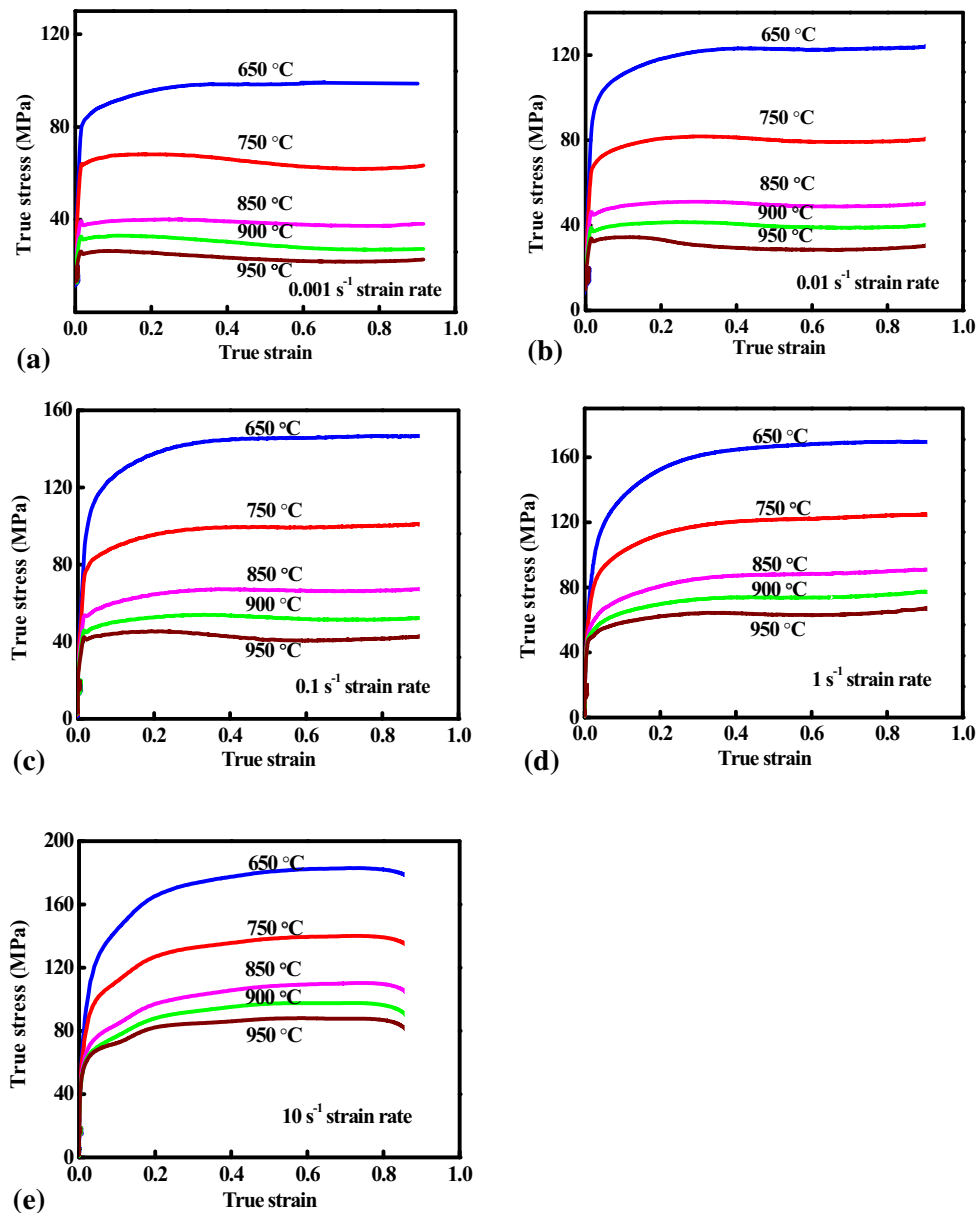 120
80
40
True stress (MPa)
650 °C
750 °C
850 °C
900 °C
950 °C
0.001 s-1 strain rate
0.0 0.2 0.4 0.6 0.8 1.0
True strain
(a)
120
80
40
0
True stress (MPa)
650 °C
750 °C
850 °C
900 °C
950 °C
0.01 s-1 strain rate
0.0 0.2 0.4 0.6 0.8 1.0
True strain
(b)
160
120
80
40
0
True stress (MPa)
650 °C
750 °C
850 °C
900 °C
950 °C
0.1 s-1 strain rate
0.0 0.2 0.4 0.6 0.8 1.0
True strain
(c)
160
120
80
40
0
True stress (MPa)
650 °C
750 °C
850 °C
900 °C
950 °C
1 s-1 strain rate
0.0 0.2 0.4 0.6 0.8 1.0
True strain
(d)
200
160
120
80
40
0
True stress (MPa)
650 °C
750 °C
850 °C
900 °C
950 °C
10 s-1 strain rate
0.0 0.2 0.4 0.6 0.8 1.0
True strain
(e)